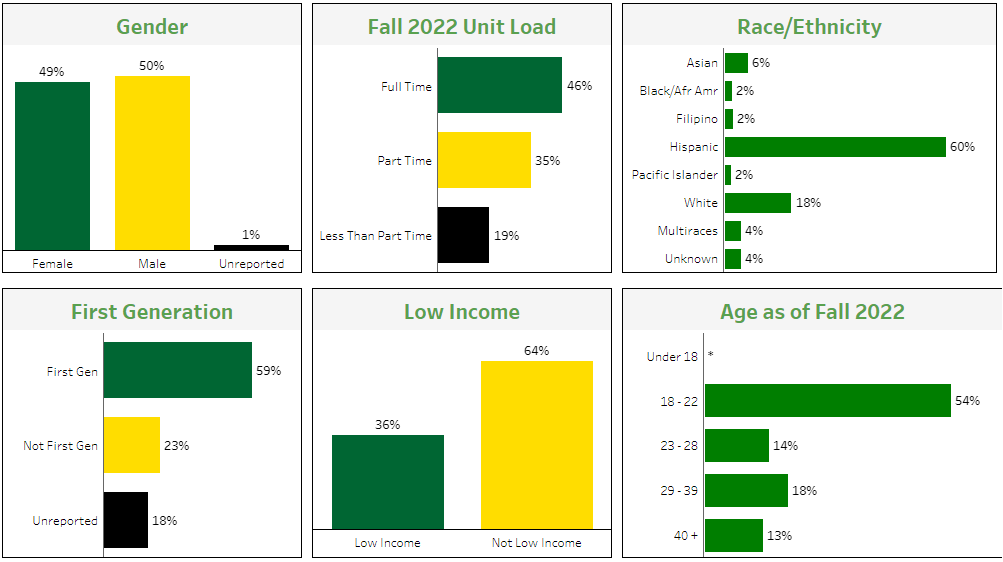 Gender
49%
50%
1%
Female
Male
Unreported
Fall 2022 Unit Load
Full Time
46%
Part Time
35%
Less Than Part Time
19%
Race/Ethnicity
Asian
6%
Black/Afr Amr
2%
Filipino
2%
Hispanic
60%
Pacific Islander
2%
White
18%
Multiraces
4%
Unknown
4%
First Generation
First Gen
59%
Not First Gen
23%
Unreported
18%
Low Income
36%
64%
Low Income
Not Low Income
Age as of Fall 2022
Under 18
*
18 - 22
54%
23 - 28
14%
29 - 39
18%
40 +
13%